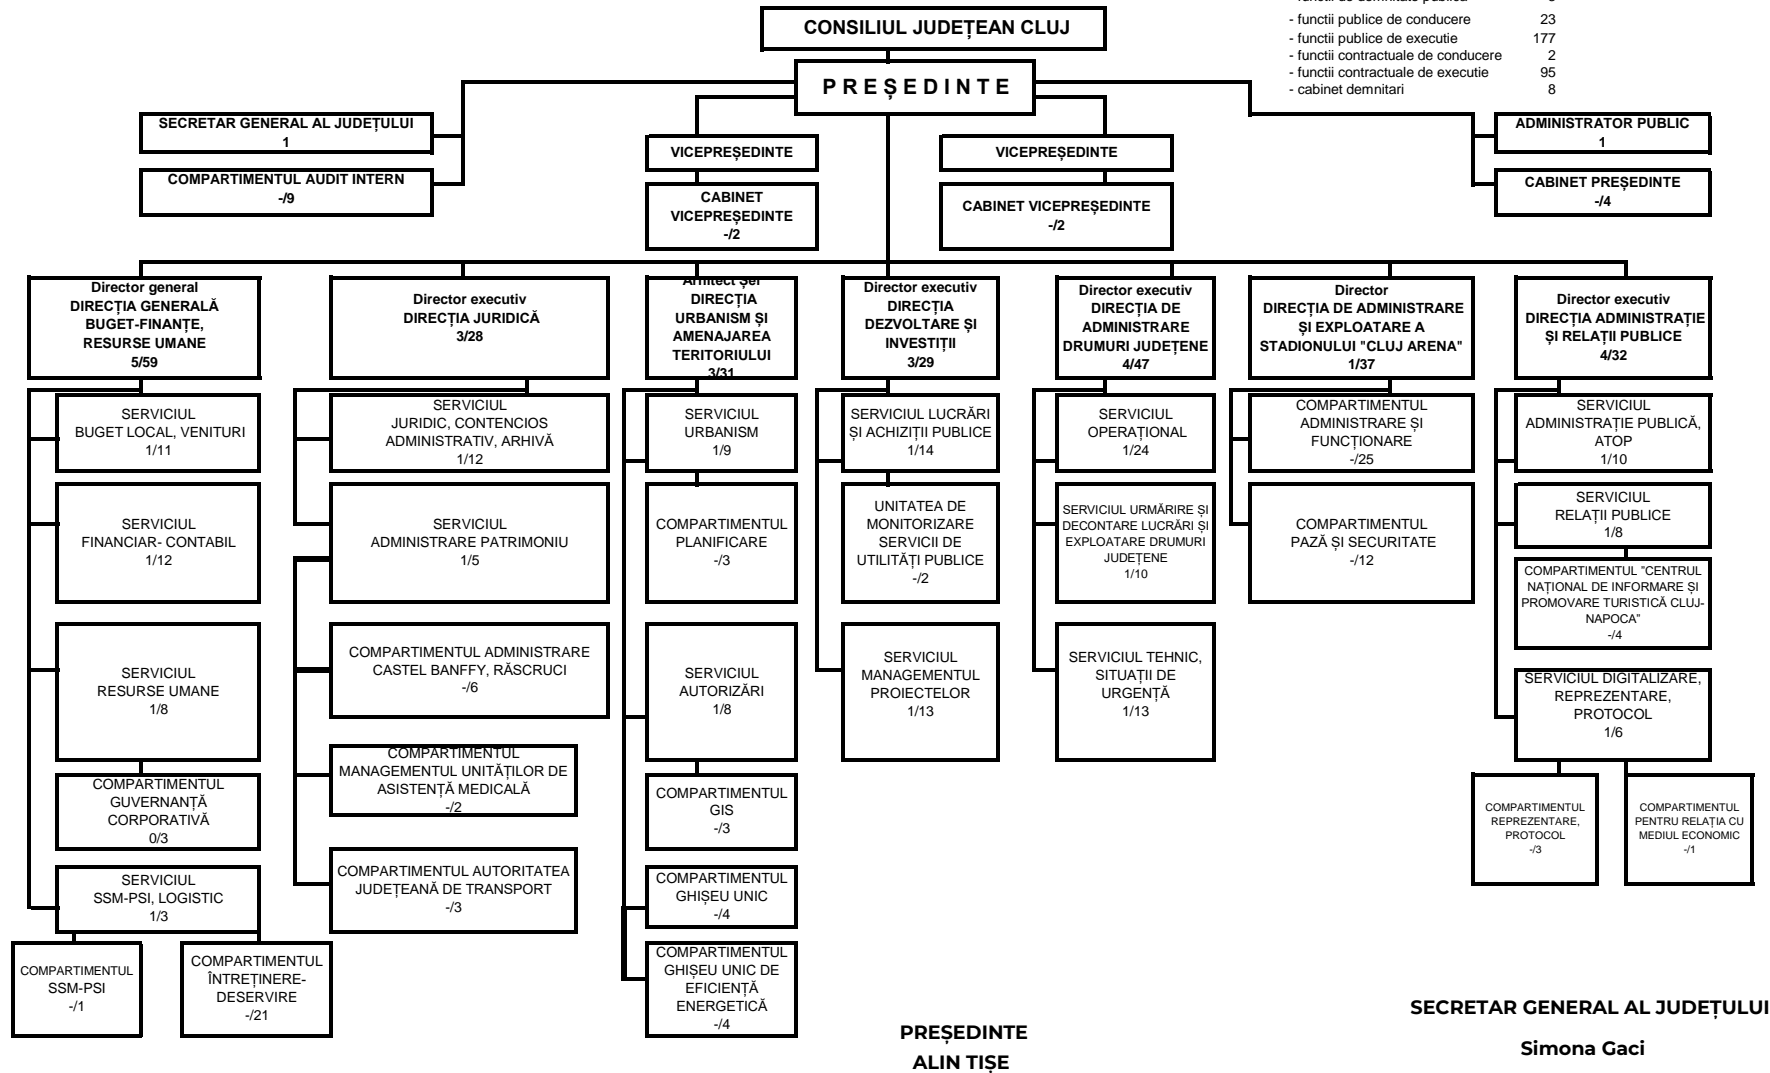 CONSILIUL JUDEȚEAN CLUJ
- functii publice de conducere 23
- functii publice de executie 177
- functii contractuale de conducere 2
- functii contractuale de executie 95
- cabinet demnitari 8
PREȘEDINTE
SECRETAR GENERAL AL JUDEȚULUI
1
COMPARTIMENTUL AUDIT INTERN
-/9
VICEPREȘEDINTE
CABINET
VICEPREȘEDINTE
-/2
VICEPREȘEDINTE
CABINET VICEPREȘEDINTE
-/2
ADMINISTRATOR PUBLIC
1
CABINET PREȘEDINTE
-/4
Director general
DIRECȚIA GENERALĂ
BUGET-FINANȚE,
RESURSE UMANE
5/59
SERVICIUL
BUGET LOCAL, VENITURI
1/11
SERVICIUL
FINANCIAR- CONTABIL
1/12
SERVICIUL
RESURSE UMANE
1/8
COMPARTIMENTUL
GUVERNANȚĂ
CORPORATIVĂ
0/3
SERVICIUL
SSM-PSI, LOGISTIC
1/3
COMPARTIMENTUL
SSM-PSI
-/1
COMPARTIMENTUL
ÎNTREȚINERE-
DESERVIRE
-/21
Director executiv
DIRECȚIA JURIDICĂ
3/28
SERVICIUL
JURIDIC, CONTENCIOS
ADMINISTRATIV, ARHIVĂ
1/12
SERVICIUL
ADMINISTRARE PATRIMONIU
1/5
COMPARTIMENTUL ADMINISTRARE
CASTEL BANFFY, RĂSCRUCI
-/6
COMPARTIMENTUL
MANAGEMENTUL UNITĂȚILOR DE
ASISTENȚĂ MEDICALĂ
-/2
COMPARTIMENTUL AUTORITATEA
JUDEȚEANĂ DE TRANSPORT
-/3
Arhitect Șef
DIRECȚIA
URBANISM ȘI
AMENAJAREA
TERITORIULUI
3/31
SERVICIUL
URBANISM
1/9
COMPARTIMENTUL
PLANIFICARE
-/3
SERVICIUL
AUTORIZĂRI
1/8
COMPARTIMENTUL
GIS
-/3
COMPARTIMENTUL
GHIȘEU UNIC
-/4
COMPARTIMENTUL
GHIȘEU UNIC DE
EFICIENȚĂ
ENERGETICĂ
-/4
Director executiv
DIRECȚIA
DEZVOLTARE ȘI
INVESTIȚII
3/29
SERVICIUL LUCRĂRI
ȘI ACHIZIȚII PUBLICE
1/14
UNITATEA DE
MONITORIZARE
SERVICII DE
UTILITĂȚI PUBLICE
-/2
SERVICIUL
MANAGEMENTUL
PROIECTELOR
1/13
Director executiv
DIRECȚIA DE
ADMINISTRARE
DRUMURI JUDEȚENE
4/47
SERVICIUL
OPERAȚIONAL
1/24
SERVICIUL URMĂRIRE ȘI
DECONTARE LUCRĂRI ȘI
EXPLOATARE DRUMURI
JUDEȚENE
1/10
SERVICIUL TEHNIC,
SITUAȚII DE
URGENȚĂ
1/13
Director
DIRECȚIA DE ADMINISTRARE
ȘI EXPLOATARE A
STADIONULUI "CLUJ ARENA"
1/37
COMPARTIMENTUL
ADMINISTRARE ȘI
FUNCȚIONARE
-/25
COMPARTIMENTUL
PAZĂ ȘI SECURITATE
-/12
Director executiv
DIRECȚIA ADMINISTRAȚIE
ȘI RELAȚII PUBLICE
4/32
SERVICIUL
ADMINISTRAȚIE PUBLICĂ,
ATOP
1/10
SERVICIUL
RELAȚII PUBLICE
1/8
COMPARTIMENTUL "CENTRUL
NAȚIONAL DE INFORMARE ȘI
PROMOVARE TURISTICĂ CLUJ-
NAPOCA"
-/4
SERVICIUL DIGITALIZARE,
REPREZENTARE,
PROTOCOL
1/6
COMPARTIMENTUL
REPREZENTARE,
PROTOCOL
-/3
COMPARTIMENTUL
PENTRU RELAȚIA CU
MEDIUL ECONOMIC
-/1
PREȘEDINTE
ALIN TIȘE
SECRETAR GENERAL AL JUDEȚULUI
Simona Gaci